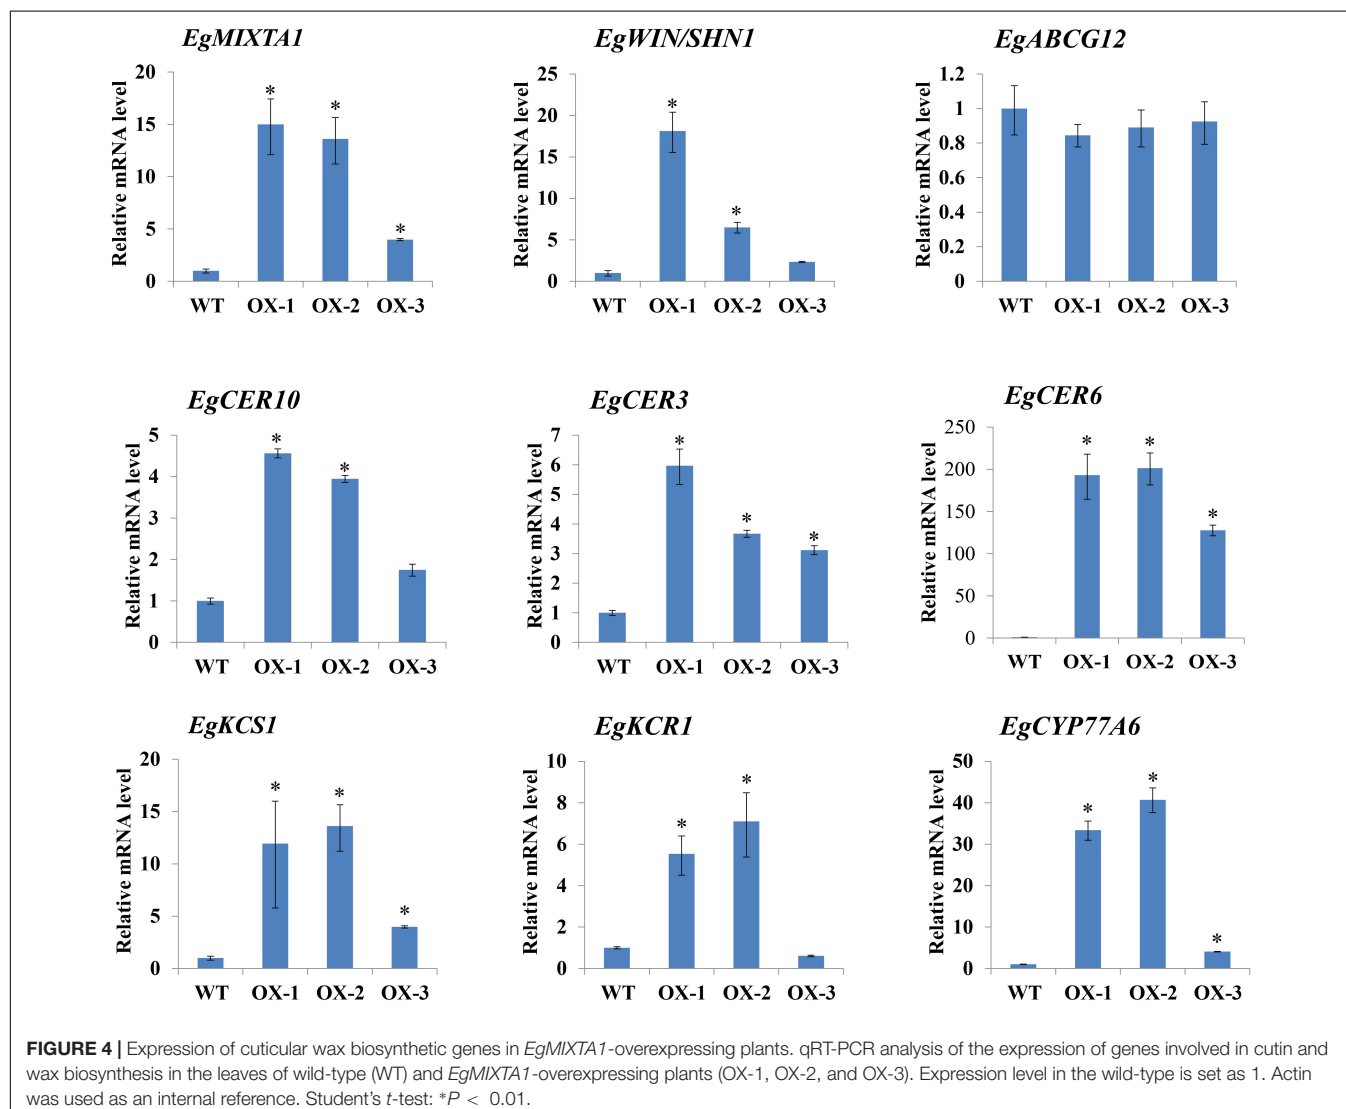 EgMIXTA1
Relative mRNA level
20
15
10
5
0
*
*
*
WT OX-1 OX-2 OX-3
EgWIN/SHN1
Relative mRNA level
25
20
15
10
5
0
*
*
WT OX-1 OX-2 OX-3
EgABCG12
Relative mRNA level
1.2
1
0.8
0.6
0.4
0.2
0
WT OX-1 OX-2 OX-3
EgCER10
Relative mRNA level
5
4
3
2
1
0
*
*
WT OX-1 OX-2 OX-3
EgCER3
Relative mRNA level
7
6
5
4
3
2
1
0
*
*
*
WT OX-1 OX-2 OX-3
EgCER6
Relative mRNA level
250
200
150
100
50
0
*
*
*
WT OX-1 OX-2 OX-3
EgKCS1
Relative mRNA level
20
15
10
5
0
*
*
*
WT OX-1 OX-2 OX-3
EgKCR1
Relative mRNA level
10
8
6
4
2
0
*
*
WT OX-1 OX-2 OX-3
EgCYP77A6
Relative mRNA level
50
40
30
20
10
0
*
*
*
WT OX-1 OX-2 OX-3
FIGURE 4 | Expression of cuticular wax biosynthetic genes in EgMIXTA1-overexpressing plants. qRT-PCR analysis of the expression of genes involved in cutin and
wax biosynthesis in the leaves of wild-type (WT) and EgMIXTA1-overexpressing plants (OX-1, OX-2, and OX-3). Expression level in the wild-type is set as 1. Actin
was used as an internal reference. Student's t-test: *P < 0.01.